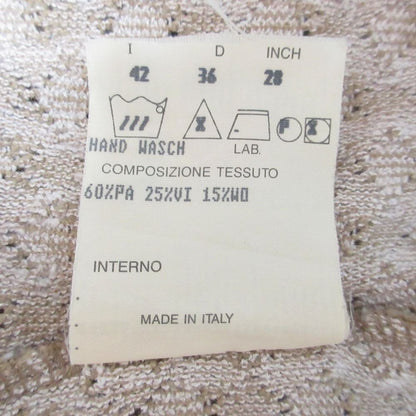 I D INCH
42 36 28
X P X
HAND WASCH
LAB.
COMPOSIZIONE TESSUTO
60%PA 25%VI 15%WO
INTERNO
MADE IN ITALY